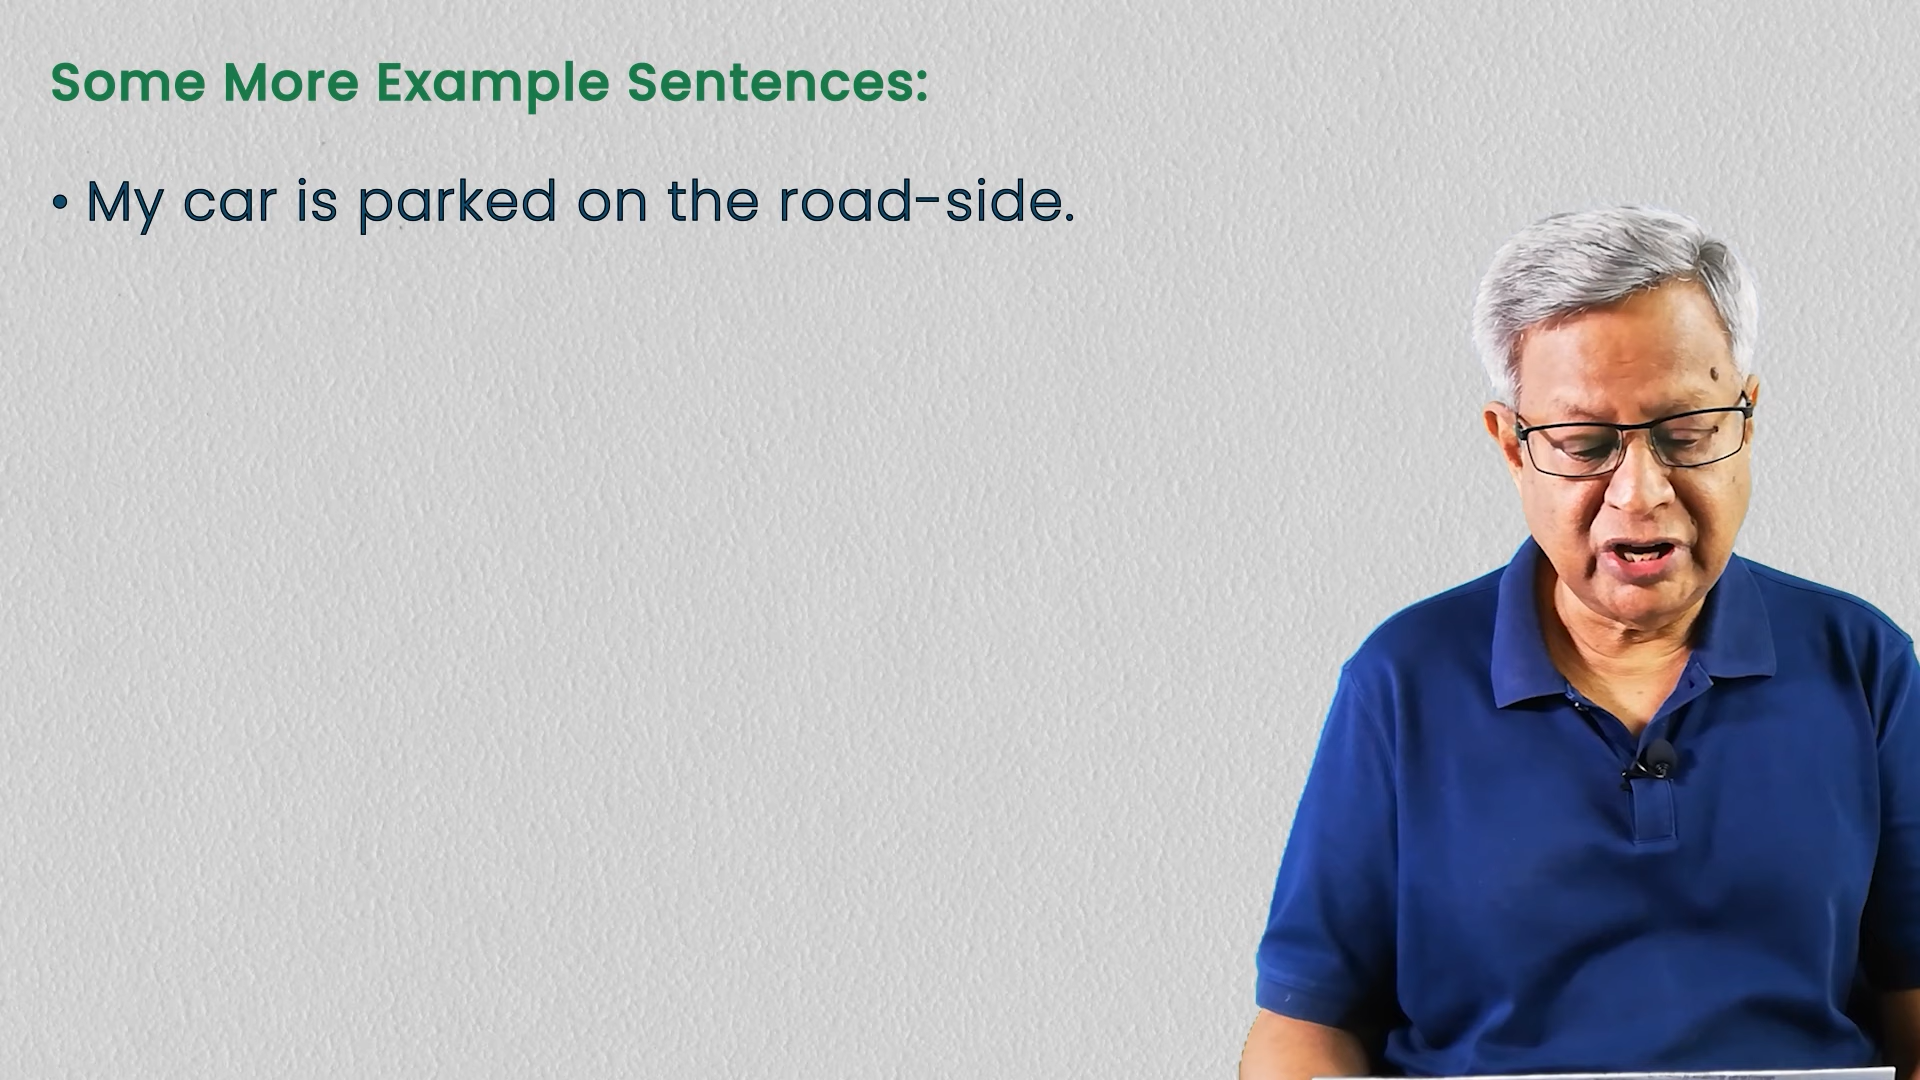 Some More Example Sentences:
• My car is parked on the road-side.